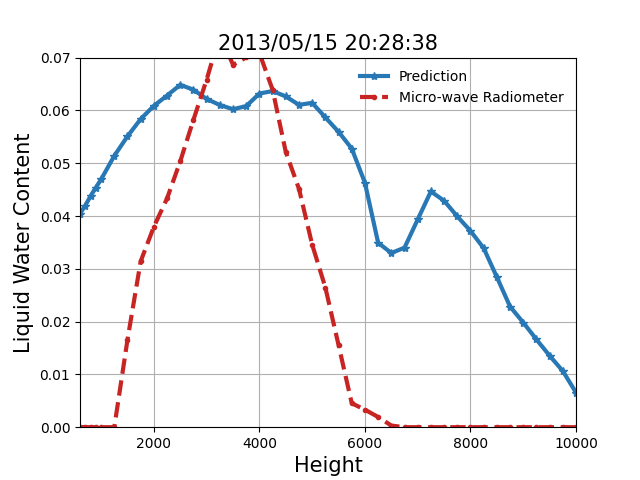 2013/05/15 20:28:38
Prediction
Micro-wave Radiometer
Liquid Water Content
0.07
0.06
0.05
0.04
0.03
0.02
0.01
0.00
2000 4000 6000 8000 10000
Height